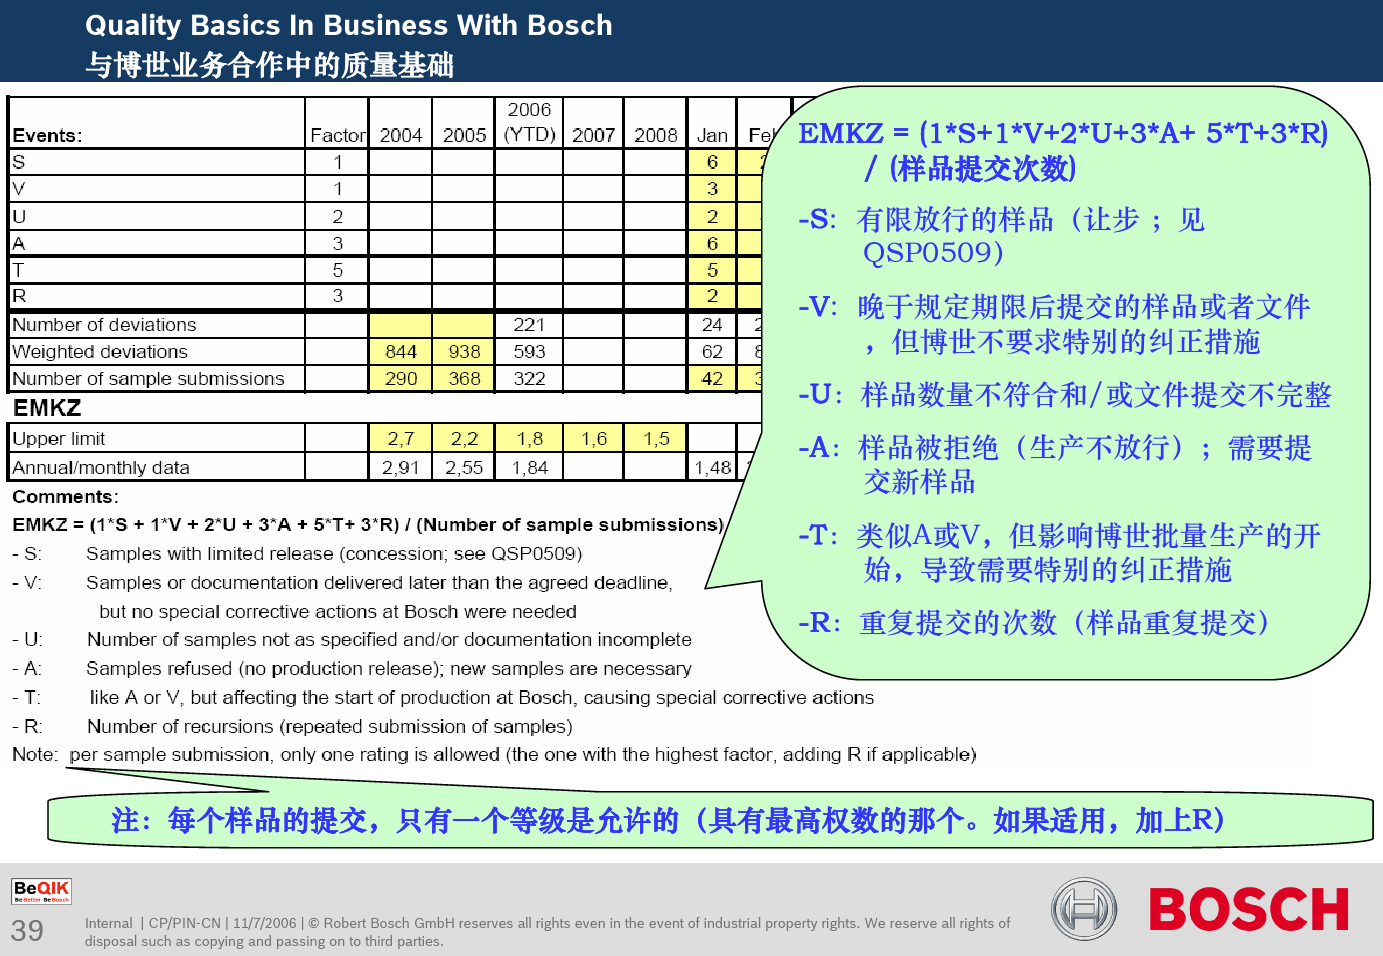 Quality Basics In Business With Bosch
与博世业务合作中的质量基础
Events: Factor 2004 2005 2006 (YTD) 2007 2008 Jan Feb
S 1 6 2
V 1 3
U 2 2
A 3 6
T 5 5
R 3 2
Number of deviations 221 24 2
Weighted deviations 844 938 593 62 8
Number of sample submissions 290 368 322 42 3
EMKZ
Upper limit 2,7 2,2 1,8 1,6 1,5
Annual/monthly data 2,91 2,55 1,84 1,48
Comments:
EMKZ = (1*S + 1*V + 2*U + 3*A + 5*T+ 3*R) / (Number of sample submissions)
- S: Samples with limited release (concession; see QSP0509)
- V: Samples or documentation delivered later than the agreed deadline,
but no special corrective actions at Bosch were needed
- U: Number of samples not as specified and/or documentation incomplete
- A: Samples refused (no production release); new samples are necessary
- T: like A or V, but affecting the start of production at Bosch, causing special corrective actions
- R: Number of recursions (repeated submission of samples)
Note: per sample submission, only one rating is allowed (the one with the highest factor, adding R if applicable)
EMKZ = (1*S+1*V+2*U+3*A+ 5*T+3*R)
/ (样品提交次数)
-S: 有限放行的样品（让步 ；见
QSP0509）
-V: 晚于规定期限后提交的样品或者文件
，但博世不要求特别的纠正措施
-U: 样品数量不符合和/或文件提交不完整
-A: 样品被拒绝（生产不放行）；需要提
交新样品
-T: 类似A或V，但影响博世批量生产的开
始，导致需要特别的纠正措施
-R: 重复提交的次数（样品重复提交）
注：每个样品的提交，只有一个等级是允许的（具有最高权数的那个。如果适用，加上R）
BeQIK
Be Better Be Bosch
39
Internal | CP/PIN-CN | 11/7/2006 | © Robert Bosch GmbH reserves all rights even in the event of industrial property rights. We reserve all rights of
disposal such as copying and passing on to third parties.
BOSCH